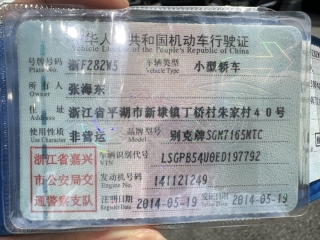 中华人民共和国机动车行驶证
Vehicle License of the People's Republic of China
号牌号码 浙F282W5 车辆类型 小型轿车
Plate No. Vehicle Type
所有人 张海东
Owner
住址 浙江省平湖市新埭镇丁桥村朱家村40号
Address
使用性质 非营运 品牌型号 别克牌SGM7165MTC
Use Character Model
浙江省嘉兴市公安局交通警察支队
车辆识别代号 LSGPB54U0ED197792
VIN
发动机号码 141121249
Engine No.
注册日期 2014-05-19 发证日期 2014-05-19
Register Date Issue Date